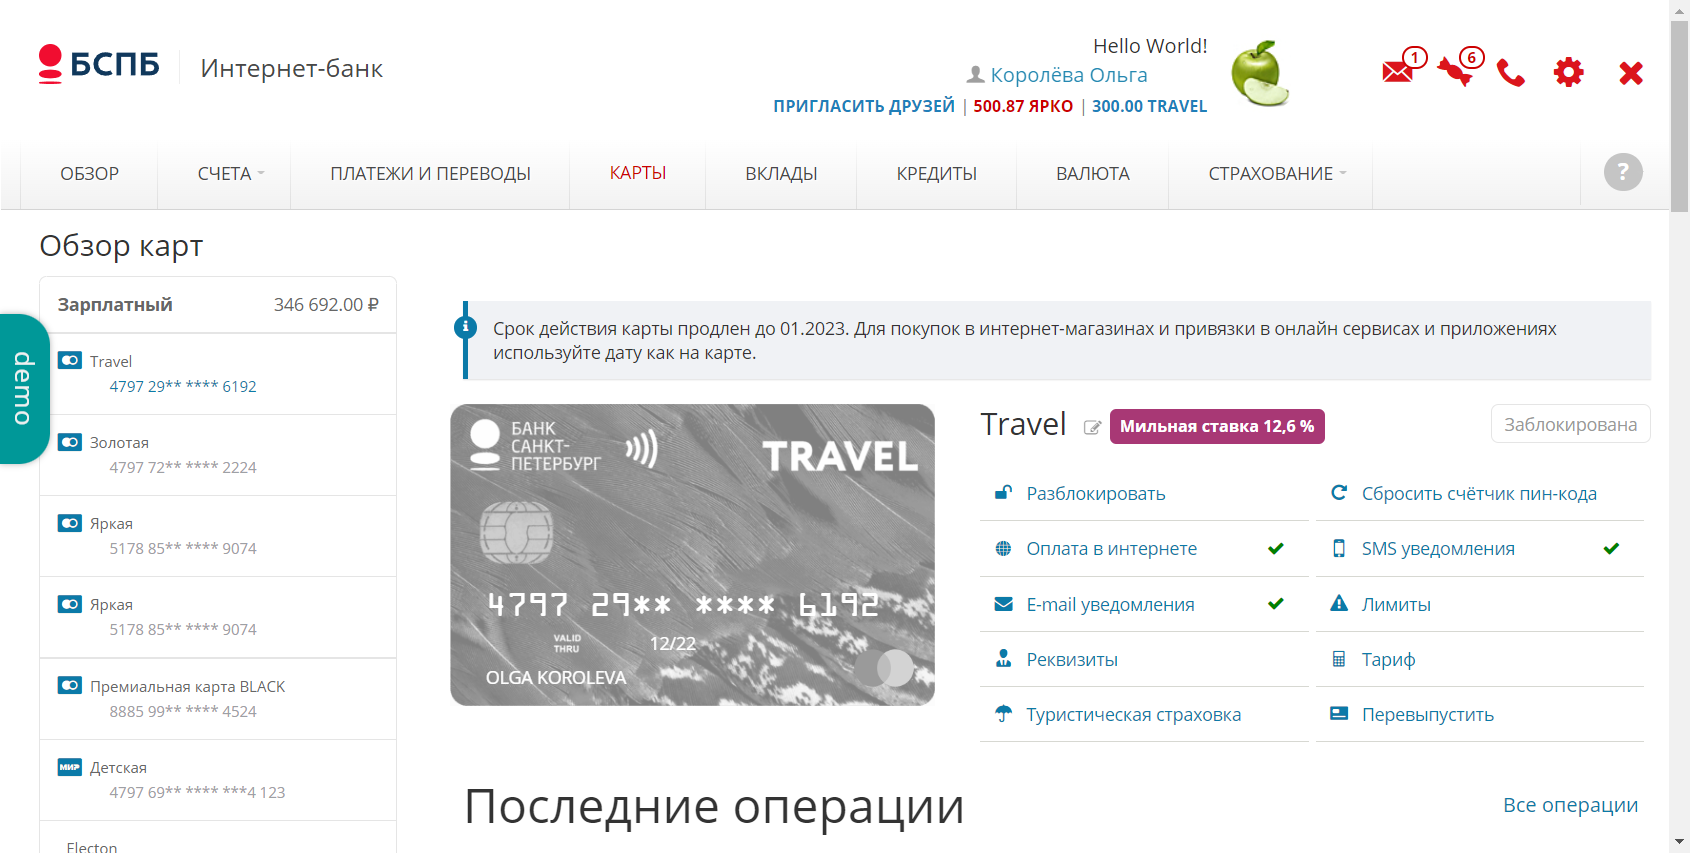 БСПБ
Интернет-банк
Hello World!
Королёва Ольга
ПРИГЛАСИТЬ ДРУЗЕЙ | 500.87 ЯРКО | 300.00 TRAVEL
1
6
ОБЗОР
СЧЕТА
ПЛАТЕЖИ И ПЕРЕВОДЫ
КАРТЫ
ВКЛАДЫ
КРЕДИТЫ
ВАЛЮТА
СТРАХОВАНИЕ
?
Обзор карт
demo
Зарплатный 346 692.00 ₽
Travel
4797 29** **** 6192
Золотая
4797 72** **** 2224
Яркая
5178 85** **** 9074
Яркая
5178 85** **** 9074
Премиальная карта BLACK
8885 99** **** 4524
МИР Детская
4797 69** **** ***4 123
Electon
Срок действия карты продлен до 01.2023. Для покупок в интернет-магазинах и привязки в онлайн сервисах и приложениях
используйте дату как на карте.
БАНК
САНКТ-
ПЕТЕРБУРГ
TRAVEL
4797 29** **** 6192
VALID
THRU
12/22
OLGA KOROLEVA
Travel
Мильная ставка 12,6 %
Заблокирована
Разблокировать
Сбросить счётчик пин-кода
Оплата в интернете
SMS уведомления
E-mail уведомления
Лимиты
Реквизиты
Тариф
Туристическая страховка
Перевыпустить
Последние операции
Все операции